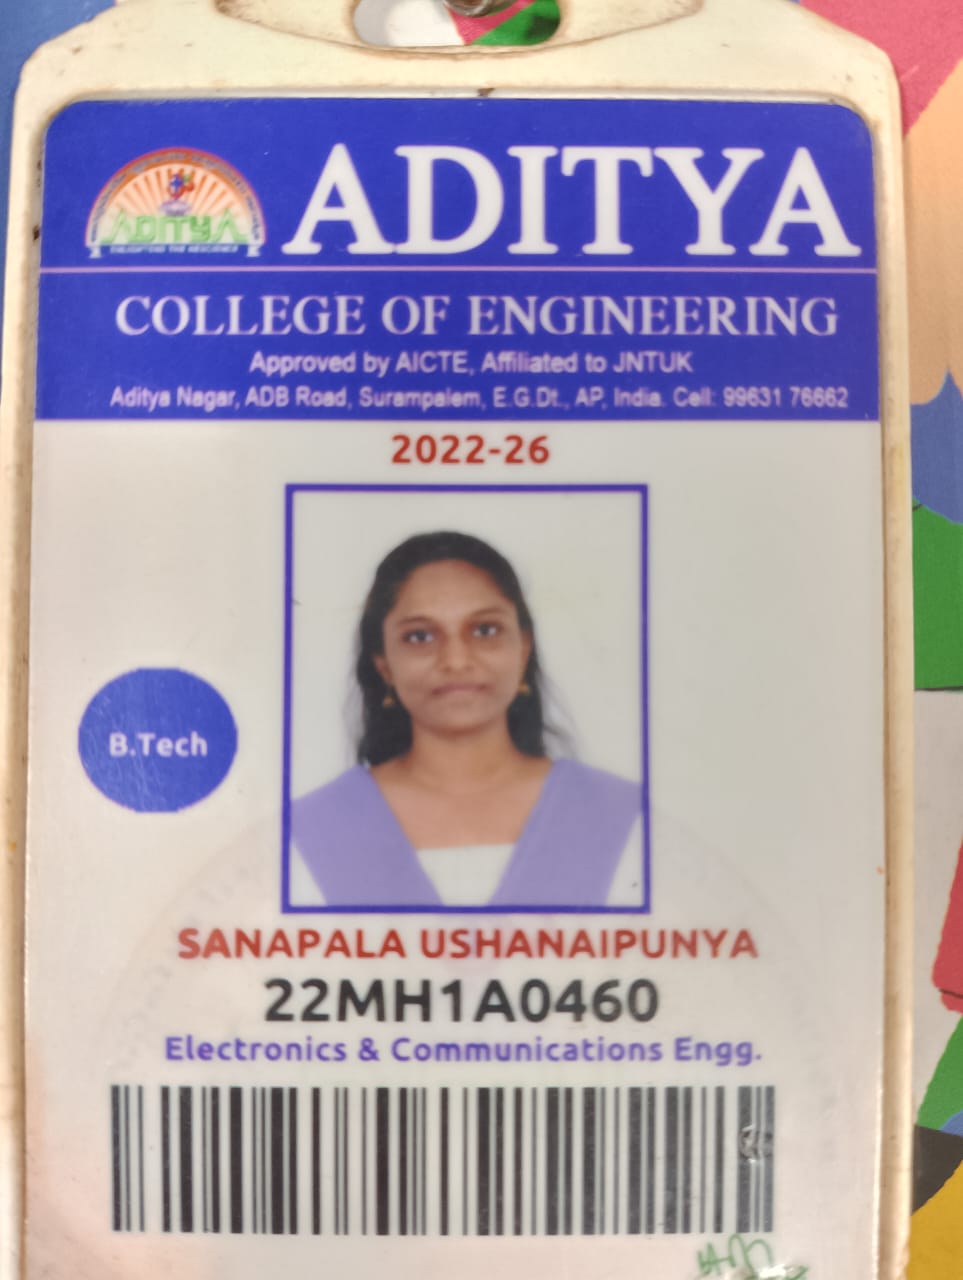 ADITYA
ADITYA
COLLEGE OF ENGINEERING
Approved by AICTE, Affiliated to JNTUK
Aditya Nagar, ADB Road, Surampalem, E.G.Dt., AP, India. Cell: 99631 76662
2022-26
B.Tech
SANAPALA USHANAIPUNYA
22MH1A0460
Electronics & Communications Engg.